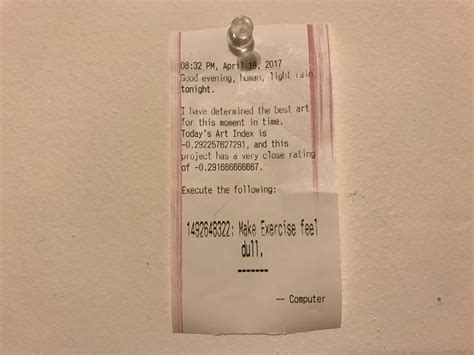 08:32 PM, April 19, 2017
Good evening, human, light rain
tonight.
I have determined the best art
for this moment in time.
Today's Art Index is
-0.292257627291, and this
project has a very close rating
of -0.291666666667.
Execute the following:
1492648322: Make Exercise feel
dull.
-------
-- Computer